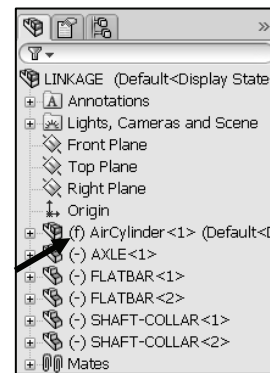 LINKAGE (Default<Display State
A Annotations
Lights, Cameras and Scene
Front Plane
Top Plane
Right Plane
Origin
(f) AirCylinder<1> (Default<D
(-) AXLE<1>
(-) FLATBAR<1>
(-) FLATBAR<2>
(-) SHAFT-COLLAR<1>
(-) SHAFT-COLLAR<2>
Mates